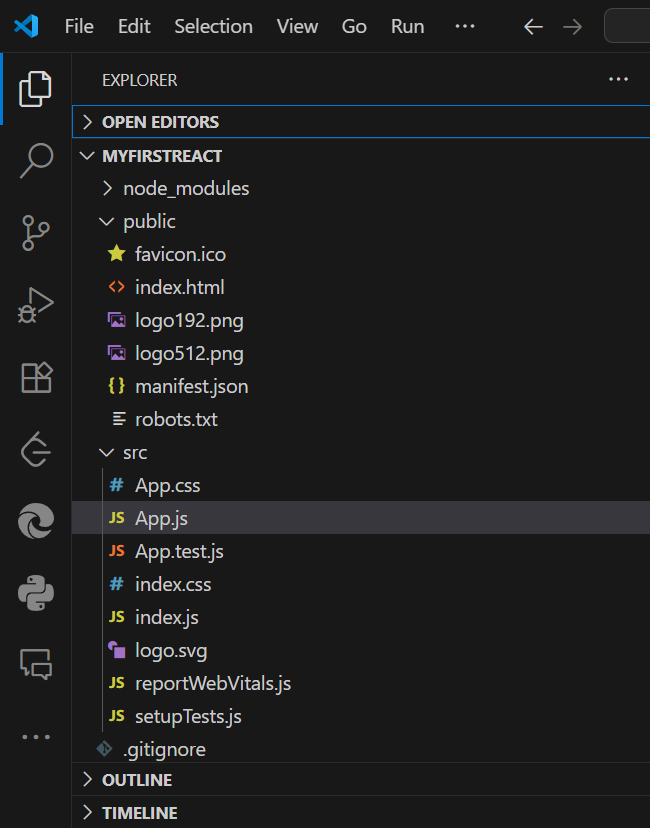 File Edit Selection View Go Run ···
EXPLORER ···
OPEN EDITORS
MYFIRSTREACT
node_modules
public
favicon.ico
<> index.html
logo192.png
logo512.png
{} manifest.json
robots.txt
src
# App.css
JS App.js
JS App.test.js
# index.css
JS index.js
logo.svg
JS reportWebVitals.js
JS setupTests.js
.gitignore
OUTLINE
TIMELINE